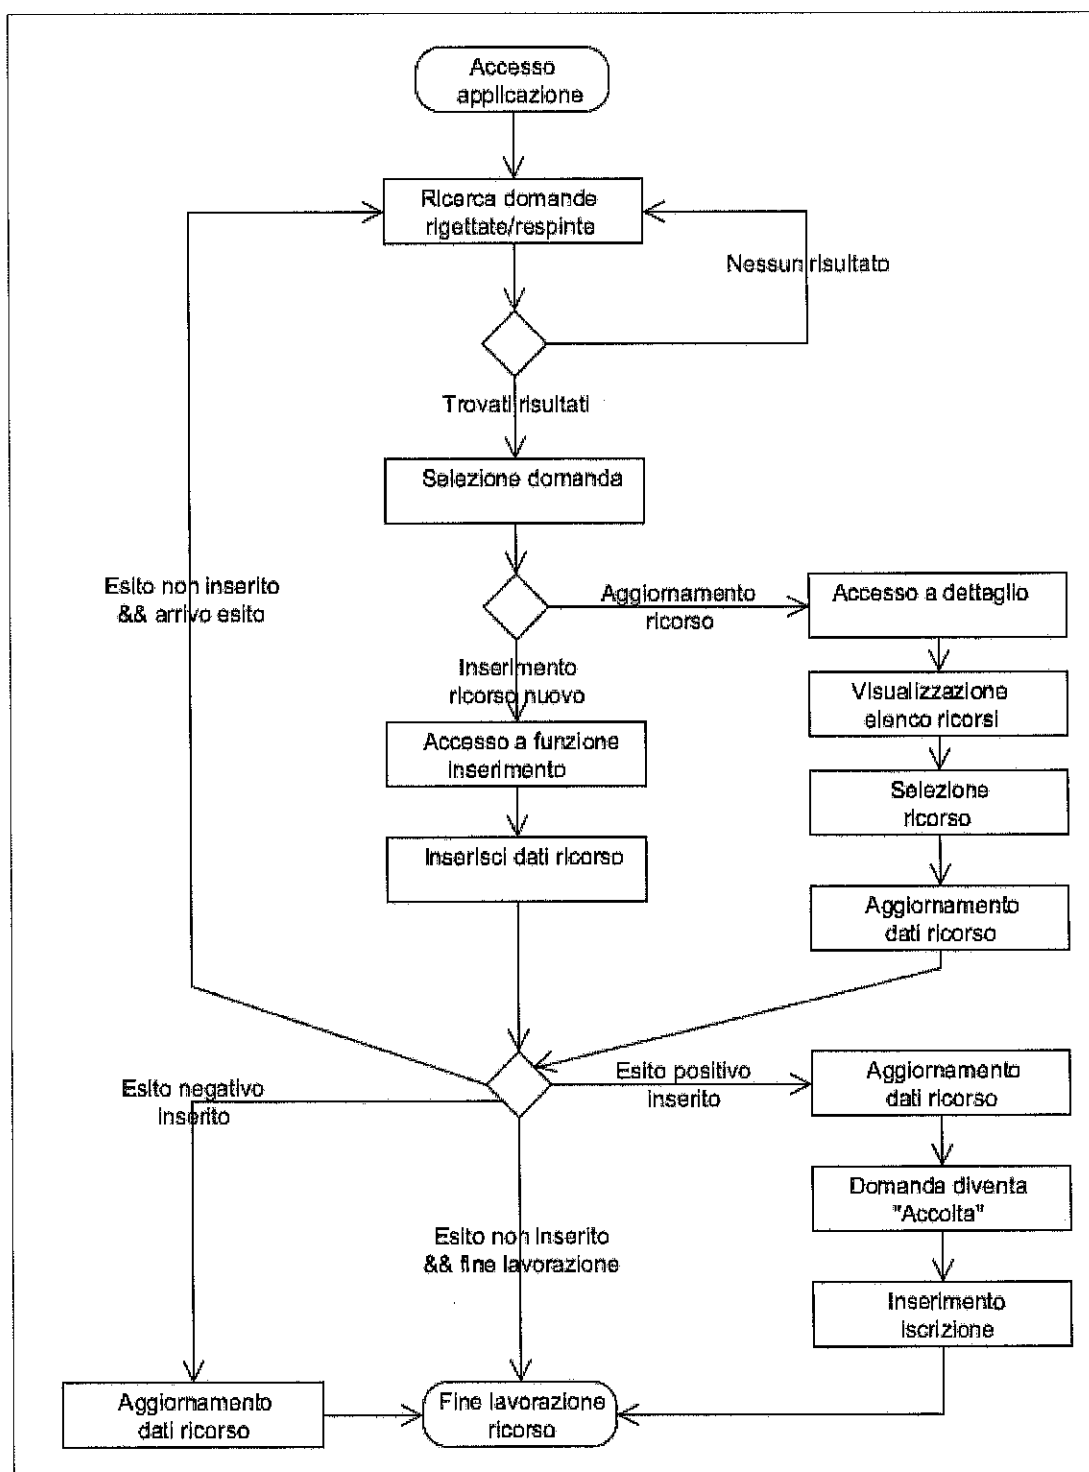 Accesso
applicazione
Ricerca domande
rigettate/respinte
Nessun risultato
Trovati risultati
Selezione domanda
Esito non inserito
&& arrivo esito
Aggiornamento
ricorso
Accesso a dettaglio
Inserimento
ricorso nuovo
Visualizzazione
elenco ricorsi
Accesso a funzione
inserimento
Selezione
ricorso
Inserisci dati ricorso
Aggiornamento
dati ricorso
Esito negativo
inserito
Esito positivo
inserito
Aggiornamento
dati ricorso
Domanda diventa
"Accolta"
Esito non inserito
&& fine lavorazione
Inserimento
iscrizione
Aggiornamento
dati ricorso
Fine lavorazione
ricorso